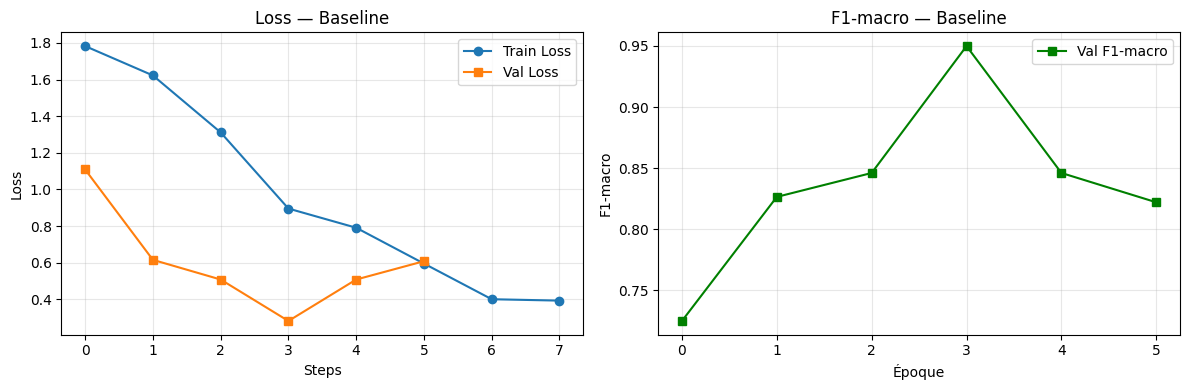 Loss — Baseline
Train Loss
Val Loss
Loss
1.8
1.6
1.4
1.2
1.0
0.8
0.6
0.4
0 1 2 3 4 5 6 7
Steps
F1-macro — Baseline
Val F1-macro
F1-macro
0.95
0.90
0.85
0.80
0.75
0 1 2 3 4 5
Époque